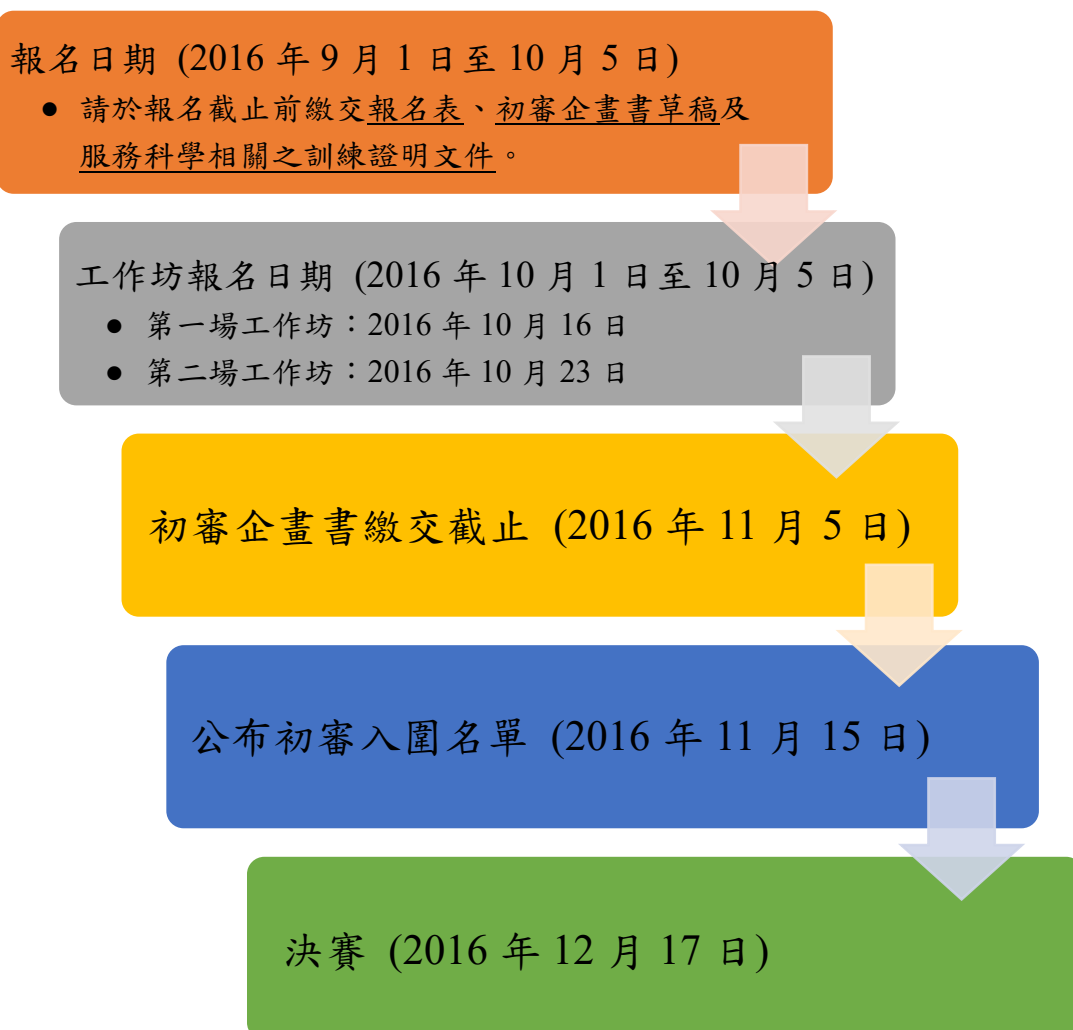 報名日期 (2016 年 9 月 1 日至 10 月 5 日)
● 請於報名截止前繳交報名表、初審企畫書草稿及
服務科學相關之訓練證明文件。
工作坊報名日期 (2016 年 10 月 1 日至 10 月 5 日)
● 第一場工作坊：2016 年 10 月 16 日
● 第二場工作坊：2016 年 10 月 23 日
初審企畫書繳交截止 (2016 年 11 月 5 日)
公布初審入圍名單 (2016 年 11 月 15 日)
決賽 (2016 年 12 月 17 日)